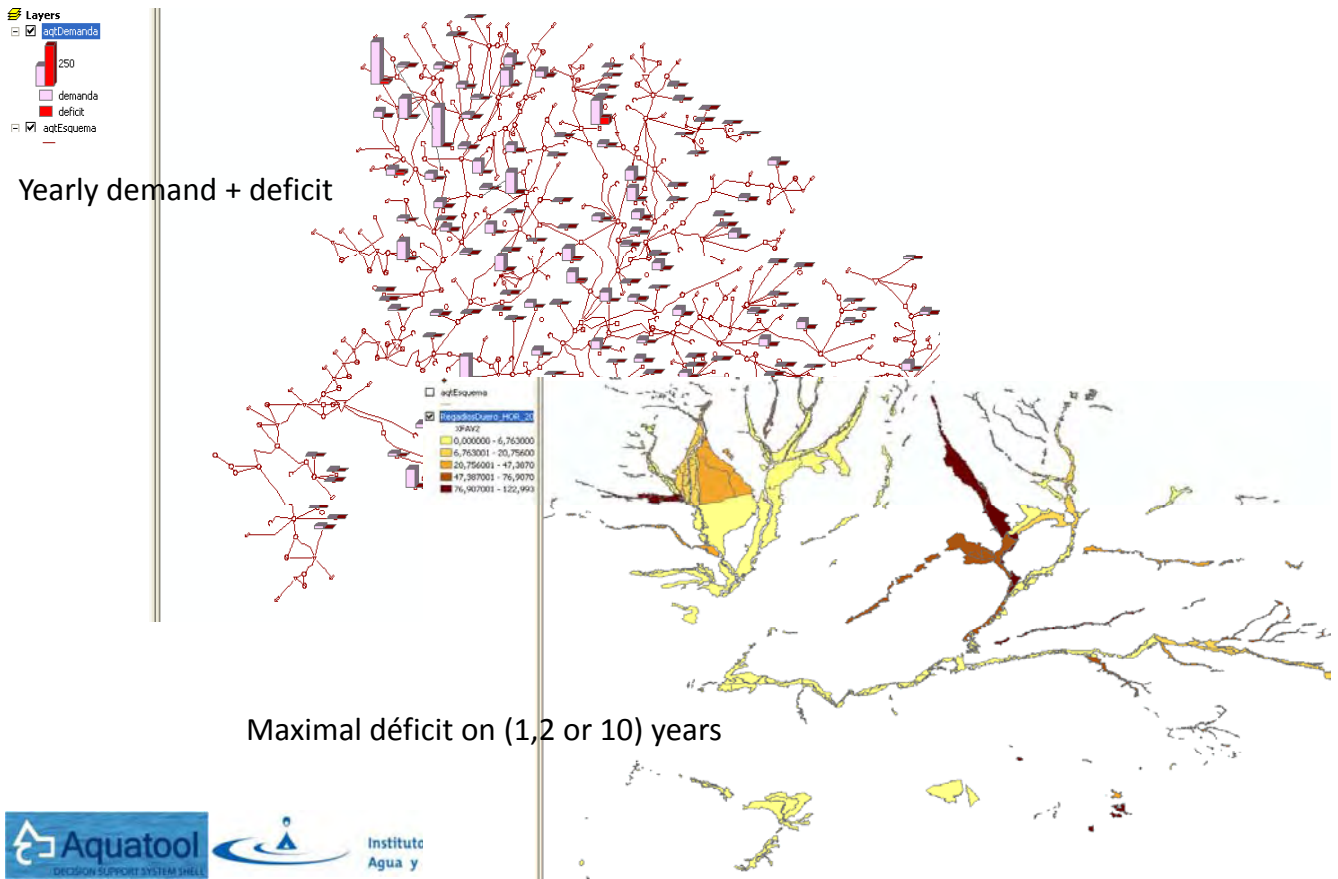 Layers
aqtDemanda
250
demanda
deficit
aqtEsquema
Yearly demand + deficit
aqtEsquema
RegadiosDuero_HOR_20
XFAV2
0,000000 - 6,763000
6,763001 - 20,75600
20,756001 - 47,3870
47,387001 - 76,9070
76,907001 - 122,993
Maximal déficit on (1,2 or 10) years
Aquatool
DECISION SUPPORT SYSTEM SHELL
Instituto
Agua y